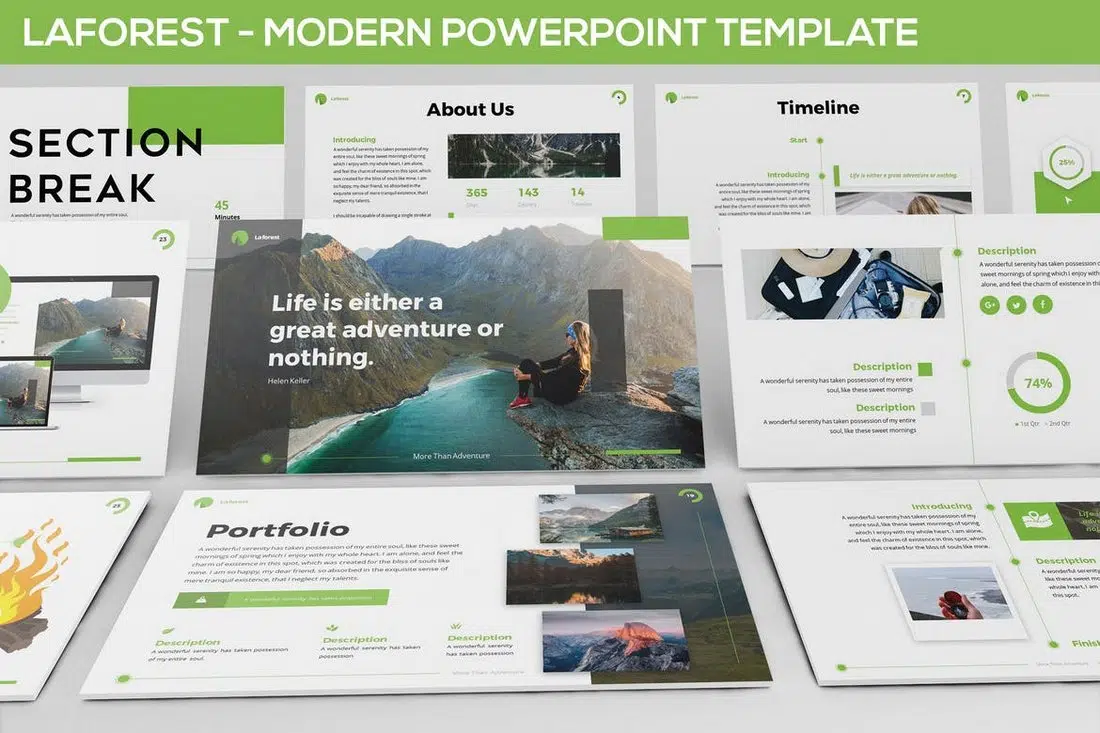 LAFOREST - MODERN POWERPOINT TEMPLATE
SECTION
BREAK
A wonderful serenity has taken possession of my entire soul,
45
Minutes
Laforest
About Us
Introducing
A wonderful serenity has taken possession of my
entire soul, like these sweet mornings of spring
which I enjoy with my whole heart. I am alone,
and feel the charm of existence in this spot, which
was created for the bliss of souls like mine. I am
so happy, my dear friend, so absorbed in the
exquisite sense of mere tranquil existence, that I
neglect my talents.
I should be incapable of drawing a single stroke at
365
143
14
Laforest
Timeline
Start
Introducing
A wonderful serenity has taken possession of my
entire soul, like these sweet mornings of spring
which I enjoy with my whole heart. I am alone,
and feel the charm of existence in this spot, which
was created for the bliss of souls like mine. I am
Life is either a great adventure or nothing.
Laforest
25%
23
Laforest
Life is either a
great adventure or
nothing.
Helen Keller
More Than Adventure
Description
A wonderful serenity has taken possession
sweet mornings of spring which I enjoy with
alone, and feel the charm of existence in this
G+
Description
A wonderful serenity has taken possession of my entire
soul, like these sweet mornings
Description
A wonderful serenity has taken possession of my entire
soul, like these sweet mornings
74%
1st Qtr
2nd Qtr
25
Laforest
19
Portfolio
A wonderful serenity has taken possession of my entire soul, like these sweet
mornings of spring which I enjoy with my whole heart. I am alone, and feel the
charm of existence in this spot, which was created for the bliss of souls like
mine. I am so happy, my dear friend, so absorbed in the exquisite sense of
mere tranquil existence, that I neglect my talents.
A wonderful serenity has taken possession
Description
A wonderful serenity has taken possession
of my entire soul.
Description
A wonderful serenity has taken
possession
Description
A wonderful serenity has taken
possession
More Than Adventure
Introducing
A wonderful serenity has taken possession of my
entire soul, like these sweet mornings of spring
which I enjoy with my whole heart. I am alone,
and feel the charm of existence in this spot, which
was created for the bliss of souls like mine.
Description
A wonderful serenity
like these sweet
whole heart. I am
this spot.
More Than Adventure